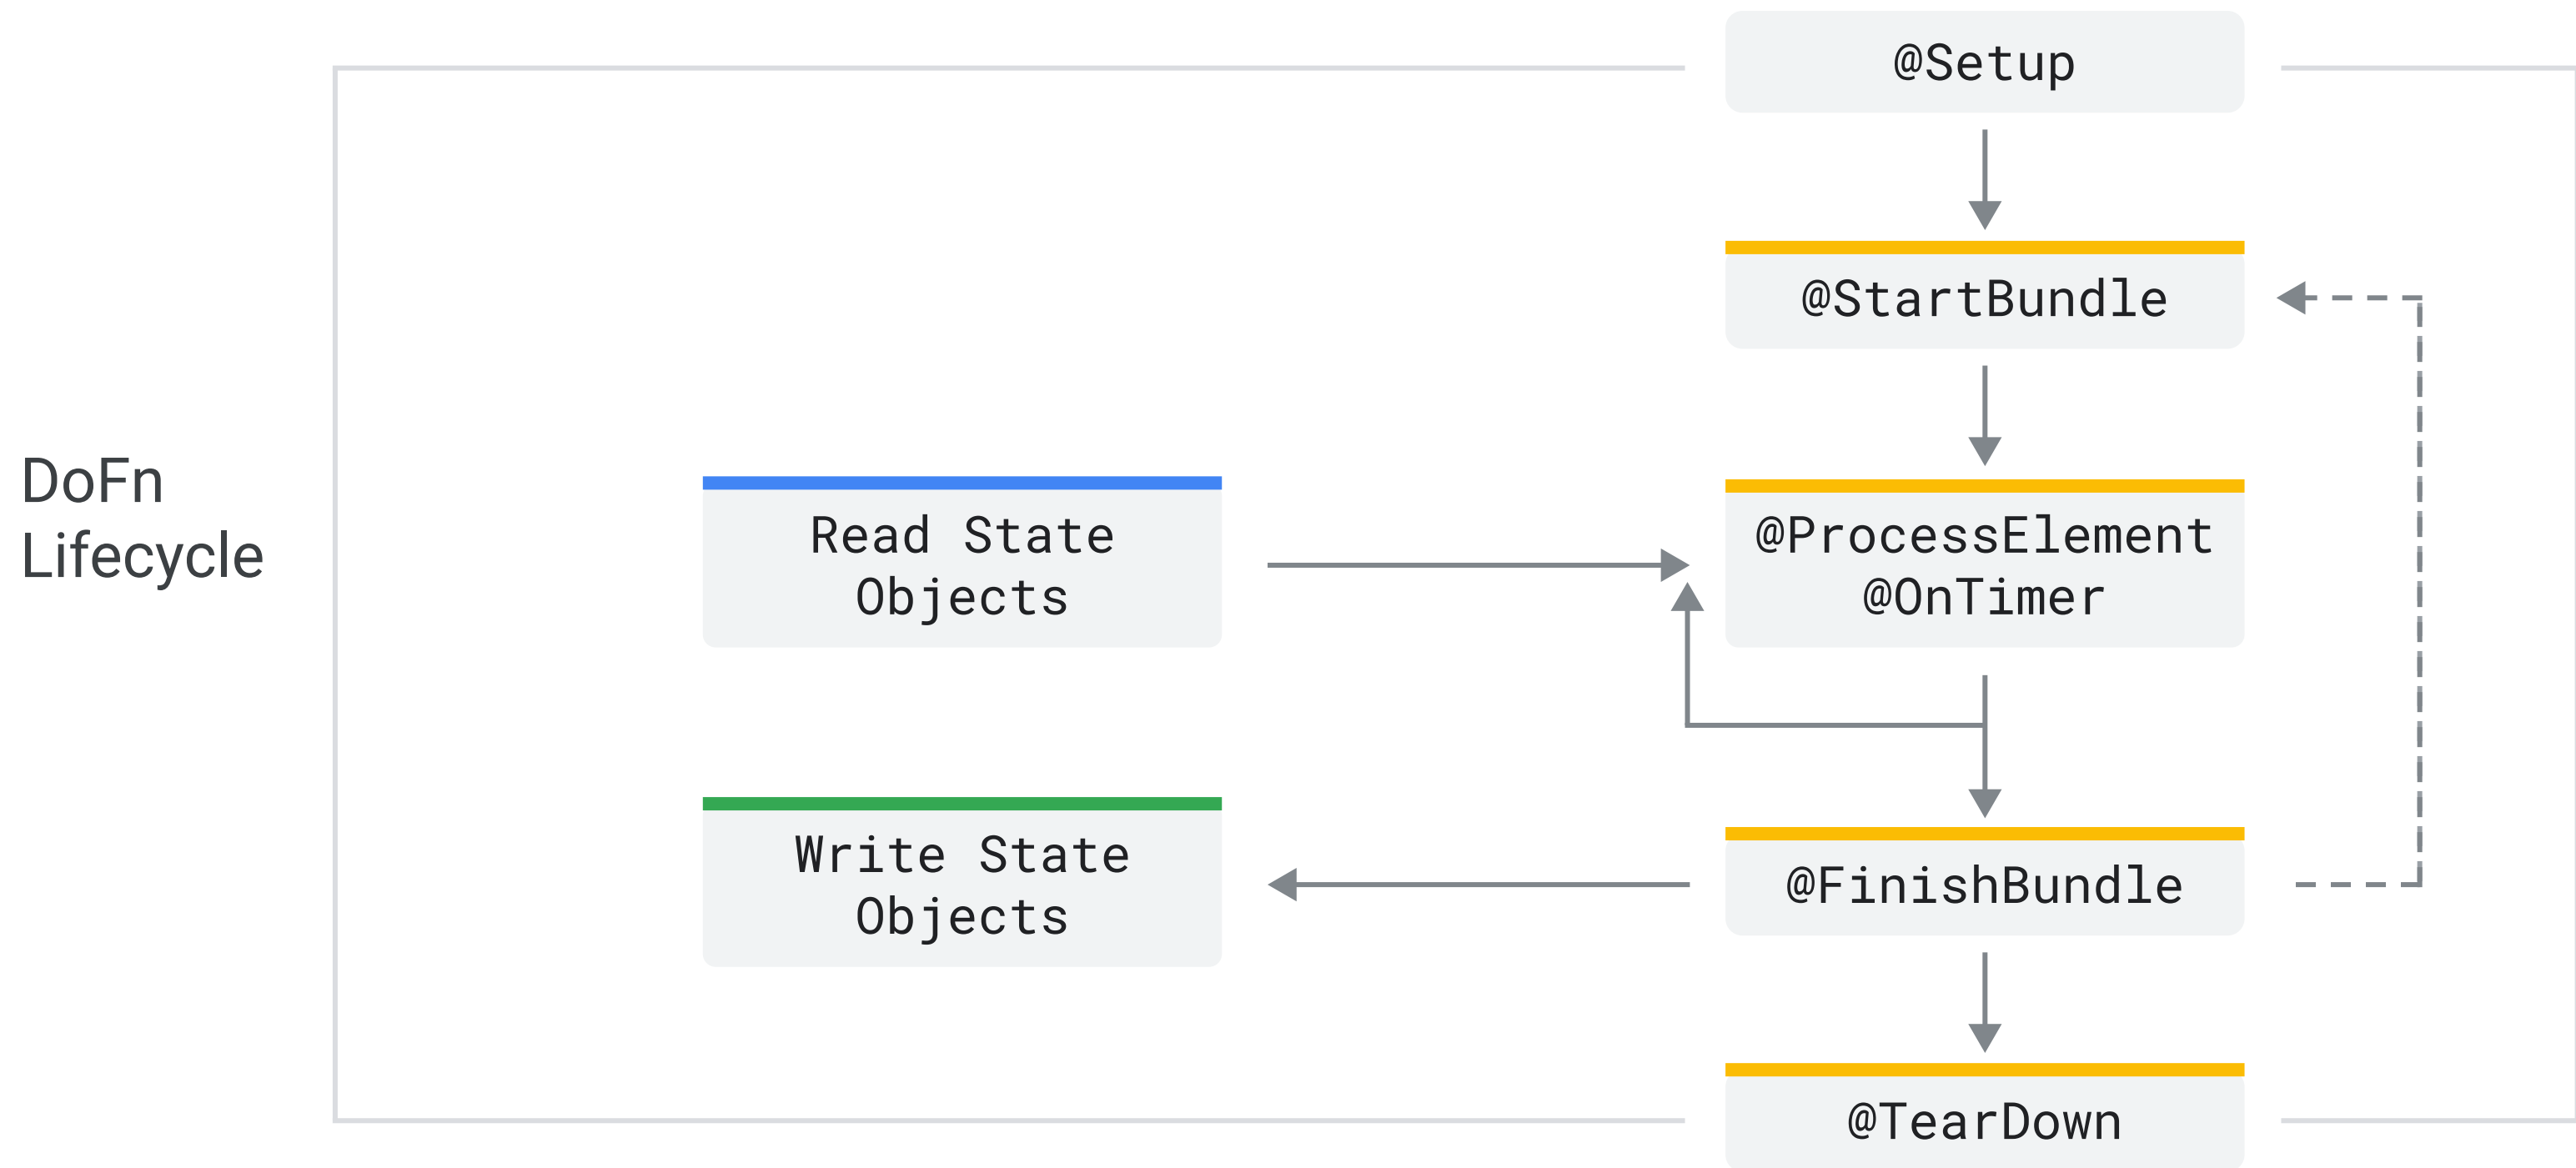 @Setup
@StartBundle
DoFn
Lifecycle
Read State
Objects
@ProcessElement
@OnTimer
Write State
Objects
@FinishBundle
@TearDown